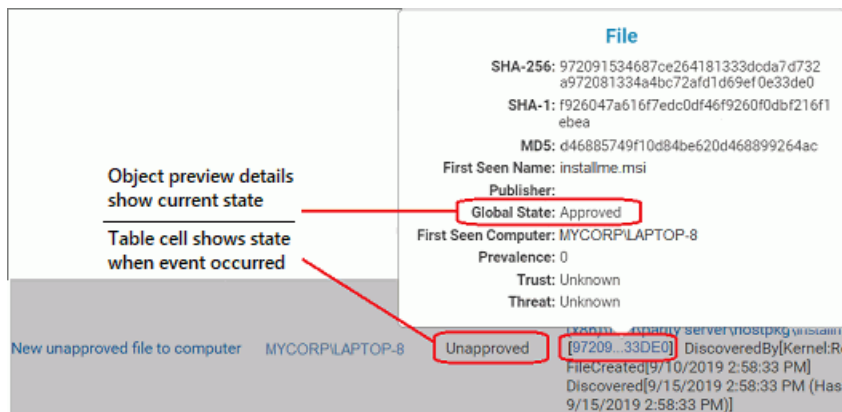 File
SHA-256: 972091534687ce264181333dcda7d732
a972081334a4bc72afd1d69ef0e33de0
SHA-1: f926047a616f7edc0df46f9260f0dbf216f1
ebea
MD5: d46885749f10d84be620d468899264ac
First Seen Name: installme.msi
Publisher:
Global State: Approved
First Seen Computer: MYCORP\LAPTOP-8
Prevalence: 0
Trust: Unknown
Threat: Unknown
Object preview details
show current state
Table cell shows state
when event occurred
New unapproved file to computer
MYCORP\LAPTOP-8
Unapproved
server\hostpkg\
[97209...33DE0] DiscoveredBy[Kernel:Re
FileCreated[9/10/2019 2:58:33 PM]
Discovered[9/15/2019 2:58:33 PM (Has
9/15/2019 2:58:33 PM)]